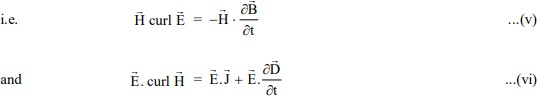 i.e. H⃗ curl E⃗ = −H⃗ · ∂B⃗/∂t ...(v)
and E⃗. curl H⃗ = E⃗.J⃗ + E⃗.∂D⃗/∂t ...(vi)